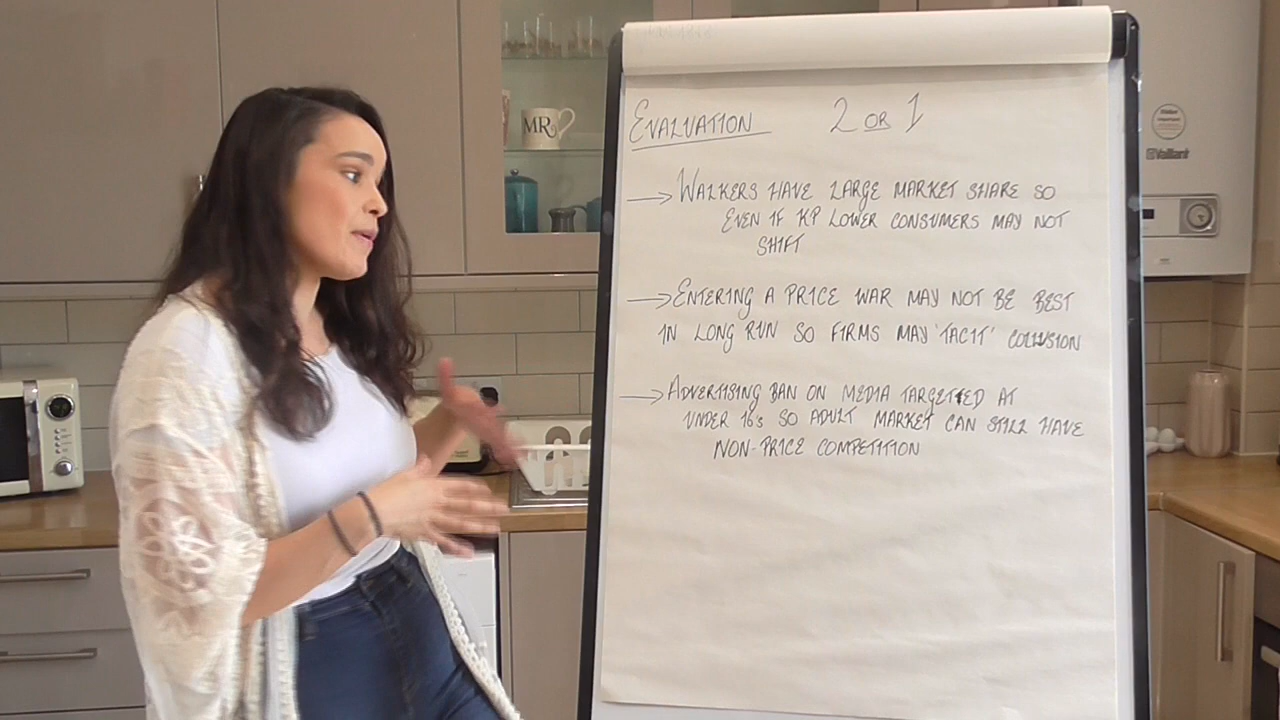 EVALUATION 2 OR 1
→ WALKERS HAVE LARGE MARKET SHARE SO
EVEN IF KP LOWER CONSUMERS MAY NOT
SHIFT
→ ENTERING A PRICE WAR MAY NOT BE BEST
IN LONG RUN SO FIRMS MAY 'TACIT' COLLUSION
→ ADVERTISING BAN ON MEDIA TARGETTED AT
UNDER 16's SO ADULT MARKET CAN STILL HAVE
NON-PRICE COMPETITION
MR
Vaillant